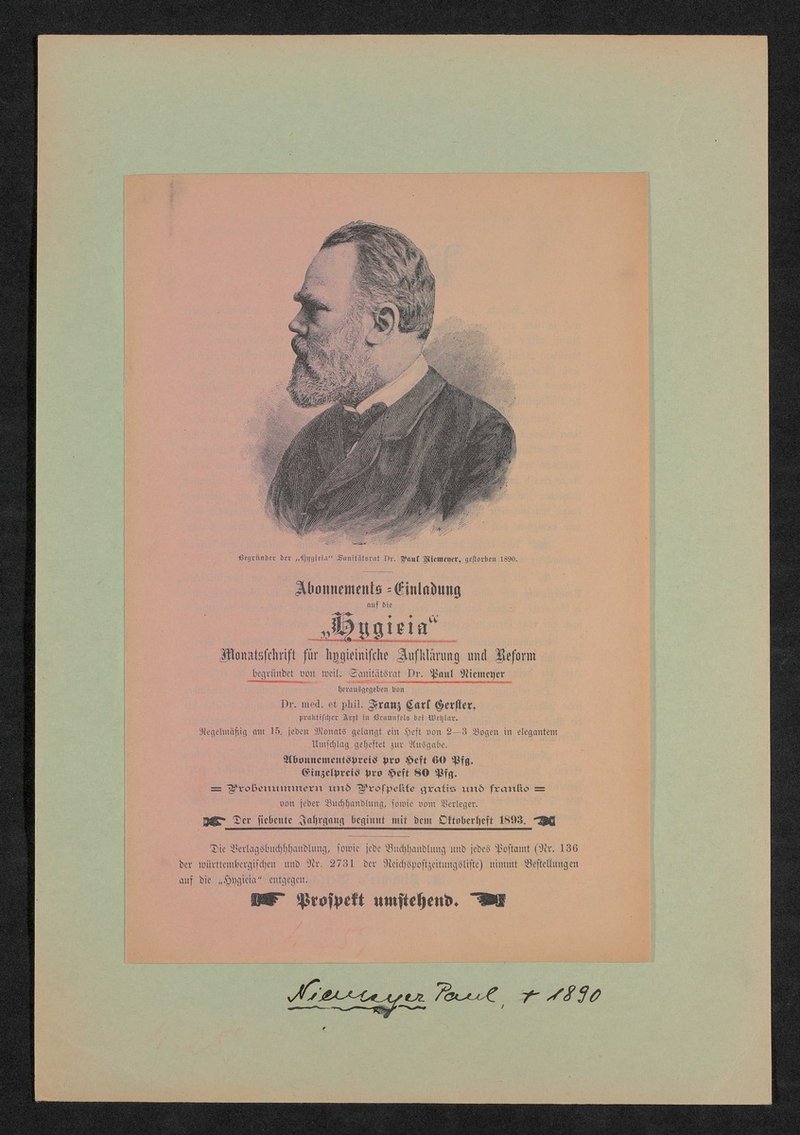 Begründer der „Hygieia“ Sanitätsrat Dr. Paul Niemeyer, gestorben 1890.
Abonnements-Einladung
auf die
„Hygieia“
Monatsschrift für hygieinische Aufklärung und Reform
begründet von weil. Sanitätsrat Dr. Paul Niemeyer
herausgegeben von
Dr. med. et phil. Franz Carl Gerster,
praktischer Arzt in Braunfels bei Wetzlar.
Regelmäßig am 15. jeden Monats gelangt ein Heft von 2—3 Bogen in elegantem
Umschlag geheftet zur Ausgabe.
Abonnementspreis pro Heft 60 Pfg.
Einzelpreis pro Heft 80 Pfg.
= Probenummern und Prospekte gratis und franko =
von jeder Buchhandlung, sowie vom Verleger.
Der siebente Jahrgang beginnt mit dem Oktoberheft 1893.
Die Verlagsbuchhhandlung, sowie jede Buchhandlung und jedes Postamt (Nr. 136
der württembergischen und Nr. 2731 der Reichspostzeitungsliste) nimmt Bestellungen
auf die „Hygieia“ entgegen.
Prospekt umstehend.
Niemeyer Paul, † 1890